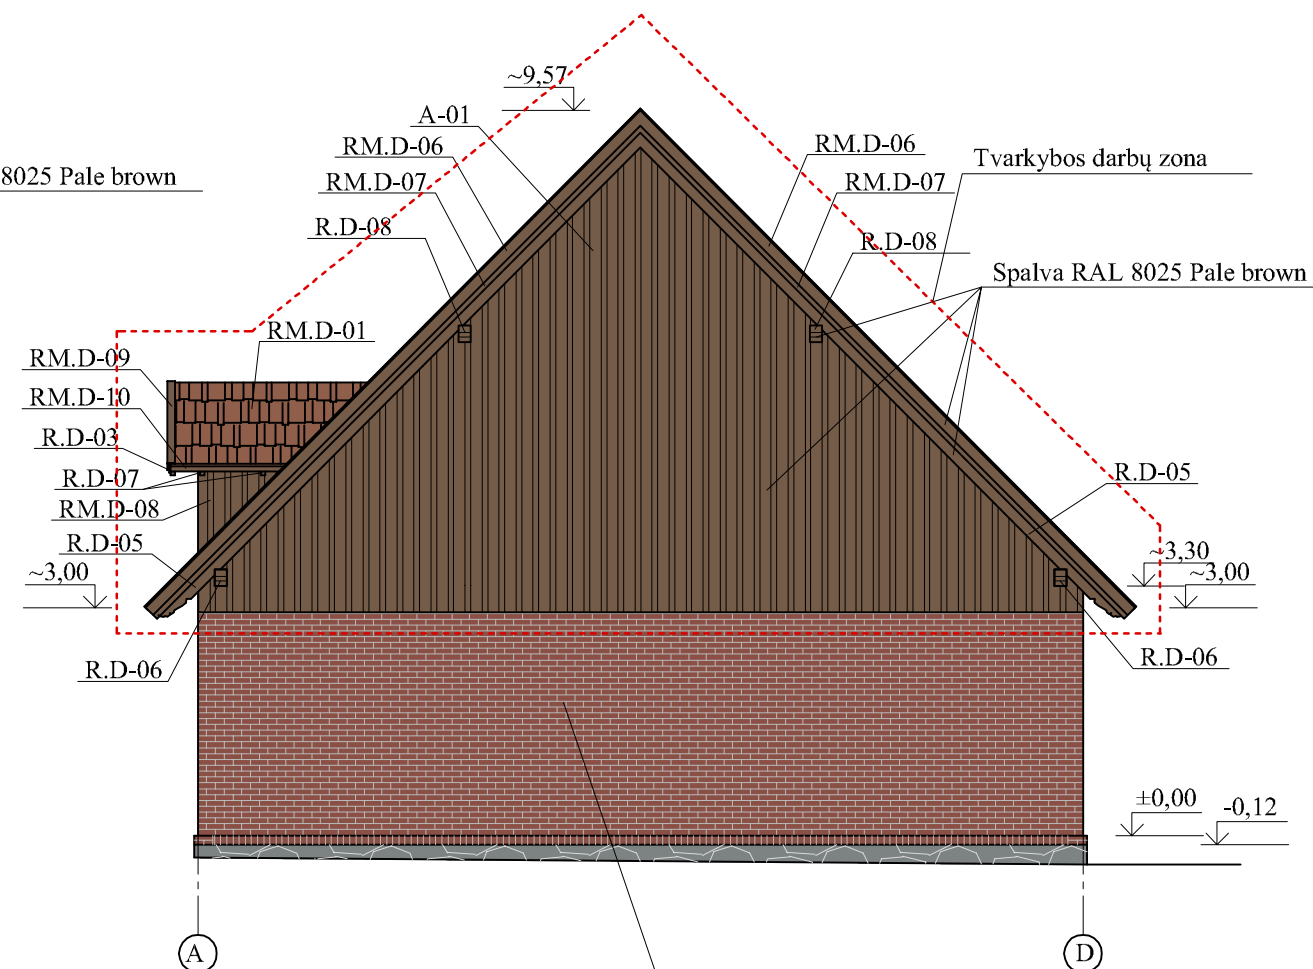 ~9,57
A-01
RM.D-06
RM.D-06
Tvarkybos darbų zona
8025 Pale brown
RM.D-07
RM.D-07
R.D-08
R.D-08
Spalva RAL 8025 Pale brown
RM.D-01
RM.D-09
RM.D-10
R.D-03
R.D-07
R.D-05
RM.D-08
R.D-05
~3,30
~3,00
~3,00
R.D-06
R.D-06
±0,00
-0,12
A
D